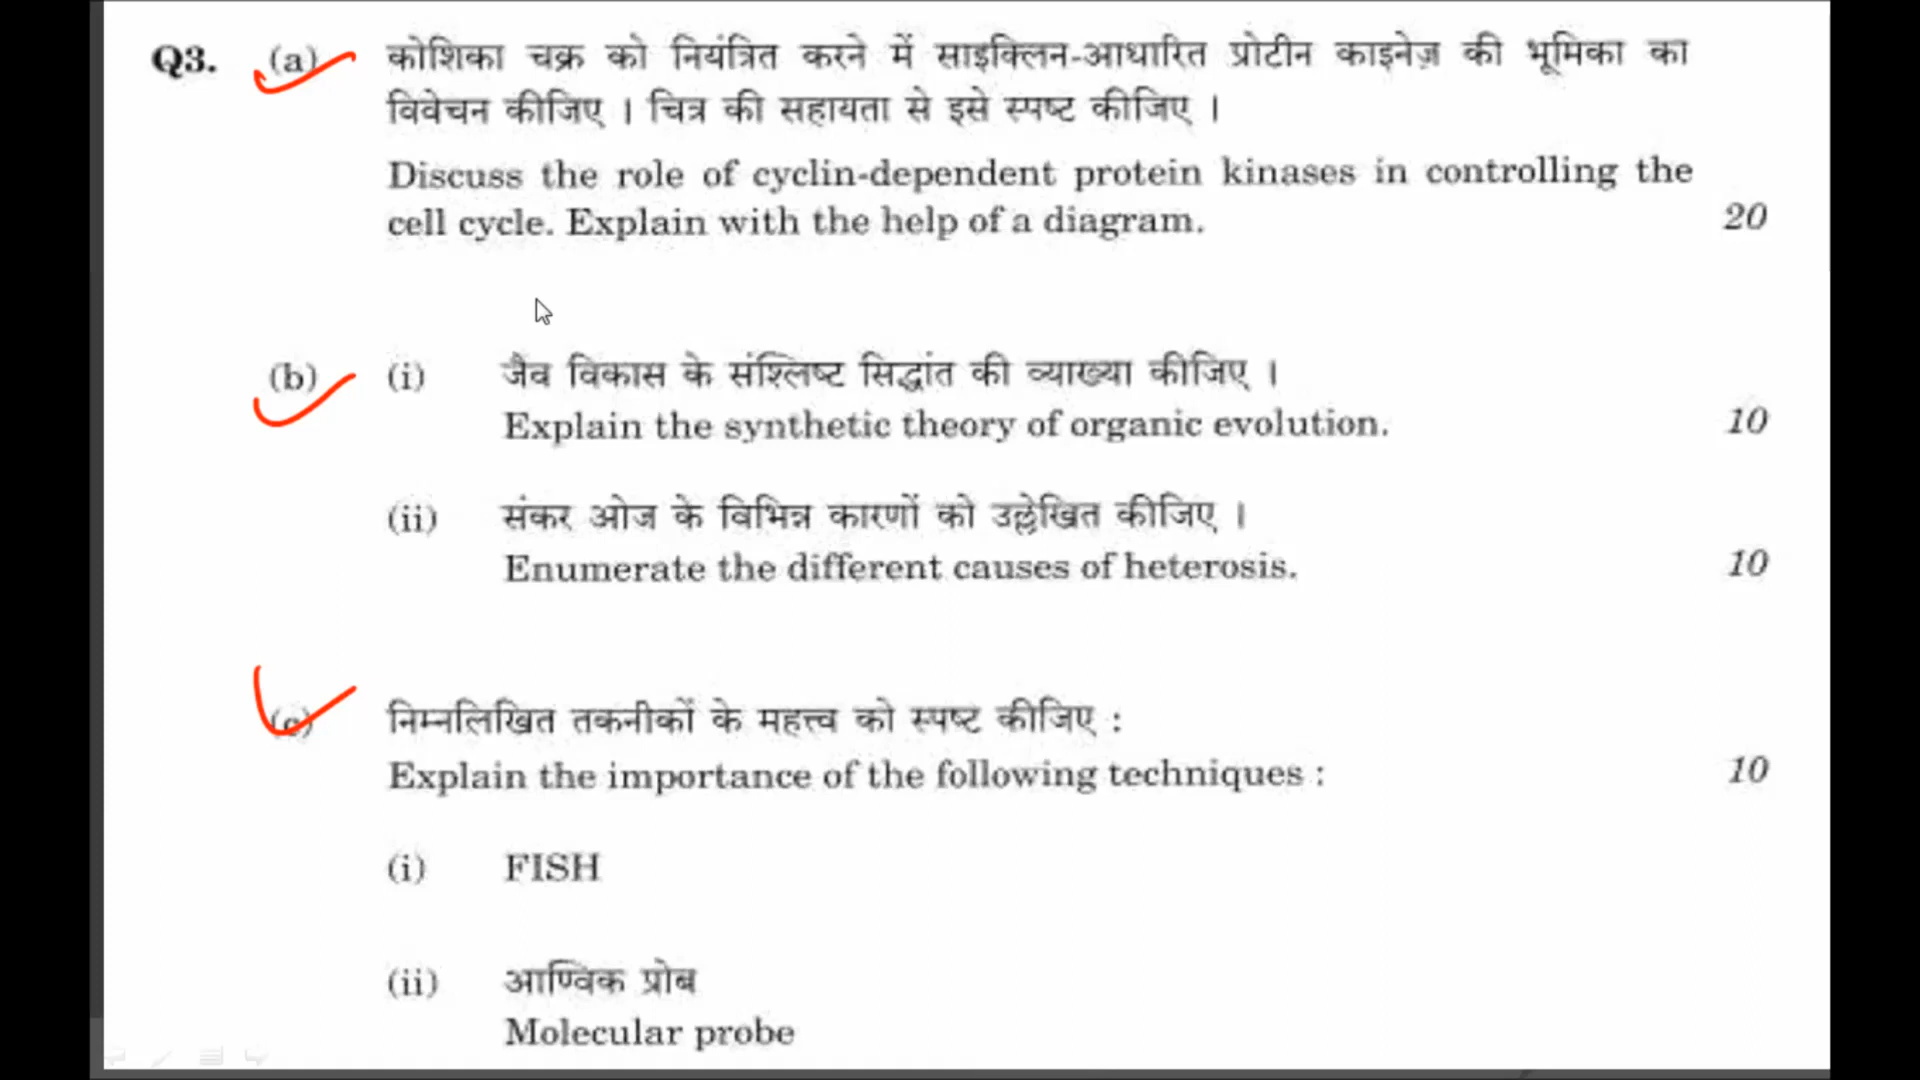 Q3. (a) कोशिका चक्र को नियंत्रित करने में साइक्लिन-आधारित प्रोटीन काइनेज़ की भूमिका का
विवेचन कीजिए । चित्र की सहायता से इसे स्पष्ट कीजिए ।
Discuss the role of cyclin-dependent protein kinases in controlling the
cell cycle. Explain with the help of a diagram. 20
(b) (i) जैव विकास के संश्लिष्ट सिद्धांत की व्याख्या कीजिए ।
Explain the synthetic theory of organic evolution. 10
(ii) संकर ओज के विभिन्न कारणों को उल्लेखित कीजिए ।
Enumerate the different causes of heterosis. 10
(c) निम्नलिखित तकनीकों के महत्त्व को स्पष्ट कीजिए :
Explain the importance of the following techniques : 10
(i) FISH
(ii) आण्विक प्रोब
Molecular probe